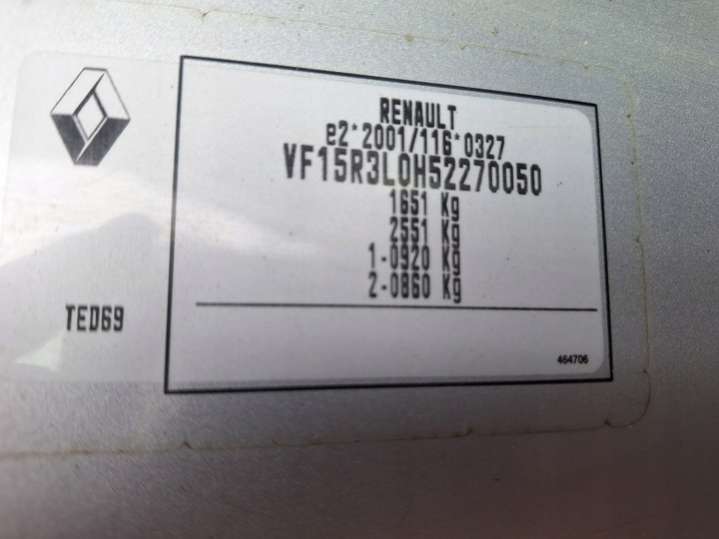 RENAULT
e2*2001/116*0327
VF15R3L0H52270050
1651 Kg
2551 Kg
1-0920 Kg
2-0860 Kg
TED69
464706